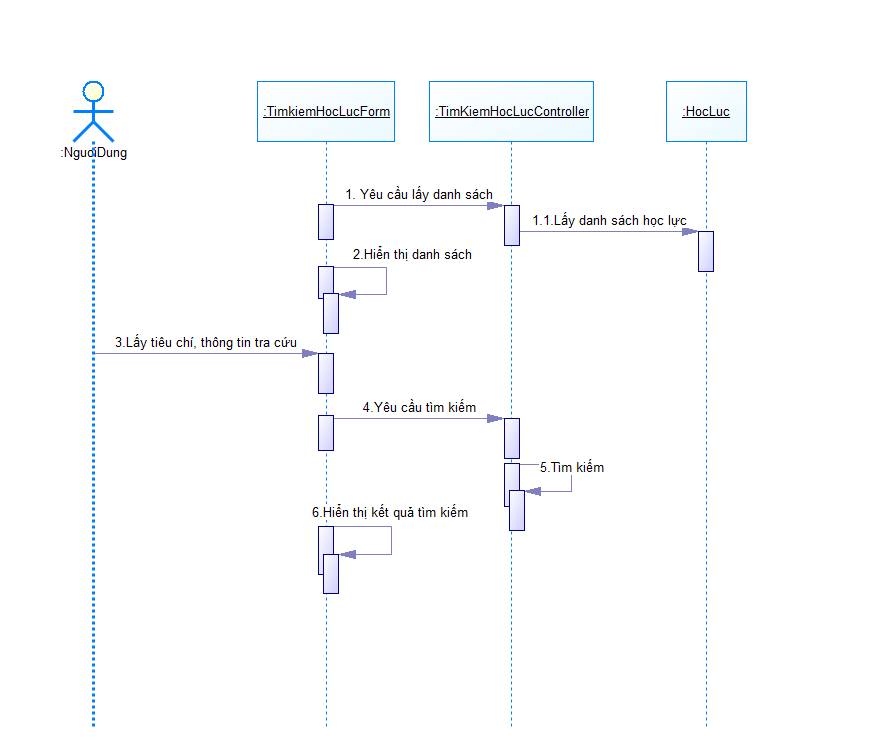 :TimkiemHocLucForm
:TimKiemHocLucController
:HocLuc
:NguoiDung
1. Yêu cầu lấy danh sách
1.1.Lấy danh sách học lực
2.Hiển thị danh sách
3.Lấy tiêu chí, thông tin tra cứu
4.Yêu cầu tìm kiếm
5.Tìm kiếm
6.Hiển thị kết quả tìm kiếm